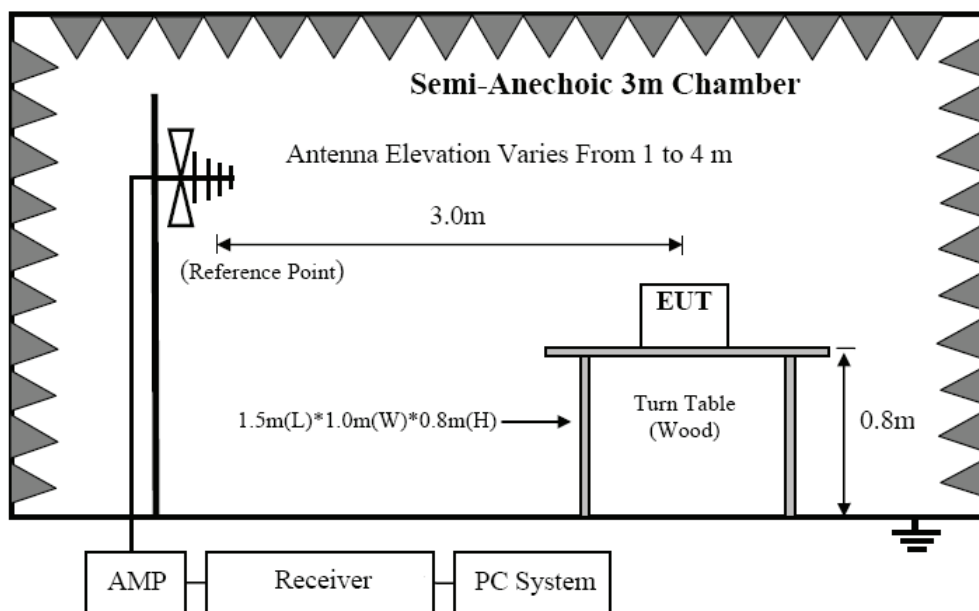 Semi-Anechoic 3m Chamber
Antenna Elevation Varies From 1 to 4 m
3.0m
(Reference Point)
EUT
1.5m(L)*1.0m(W)*0.8m(H)
Turn Table
(Wood)
0.8m
AMP
Receiver
PC System